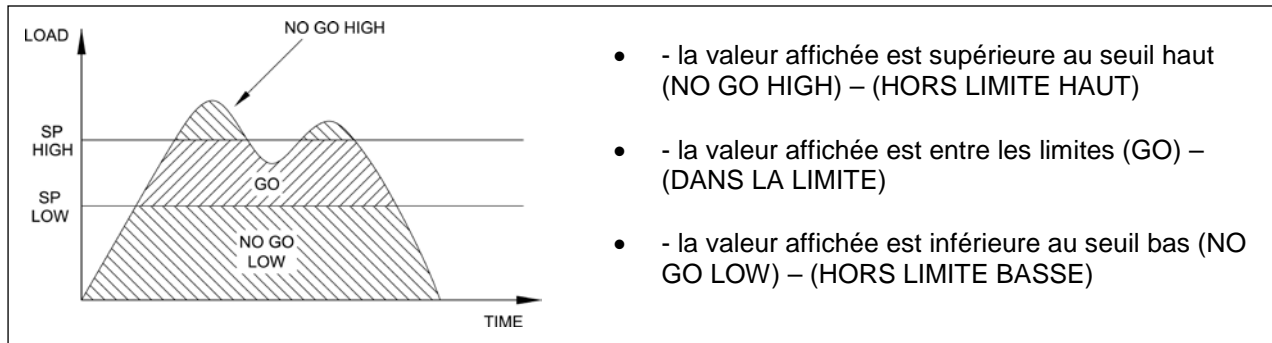 LOAD
NO GO HIGH
SP
HIGH
GO
SP
LOW
NO GO
LOW
TIME
• - la valeur affichée est supérieure au seuil haut
(NO GO HIGH) – (HORS LIMITE HAUT)
• - la valeur affichée est entre les limites (GO) –
(DANS LA LIMITE)
• - la valeur affichée est inférieure au seuil bas (NO
GO LOW) – (HORS LIMITE BASSE)